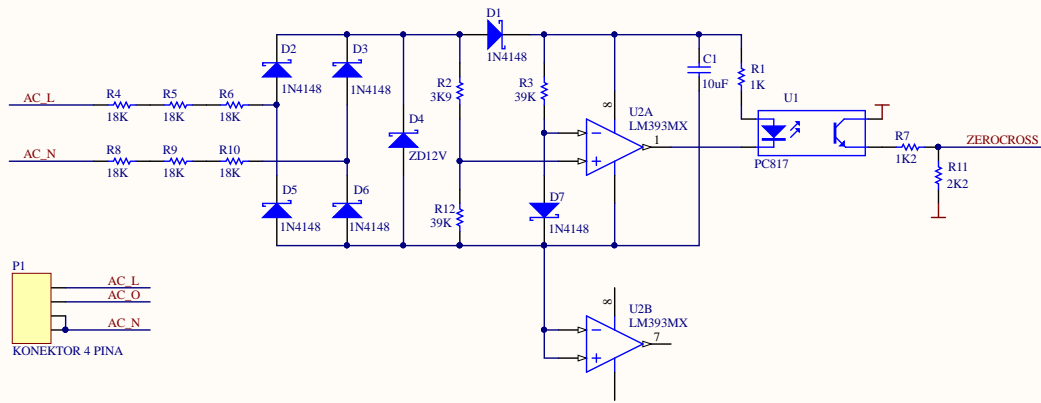 D1
1N4148
D2
1N4148
D3
1N4148
R2
3K9
R3
39K
C1
10uF
R1
1K
U1
PC817
AC_L
R4
18K
R5
18K
R6
18K
D4
ZD12V
8
U2A
LM393MX
1
AC_N
R8
18K
R9
18K
R10
18K
R7
1K2
ZEROCROSS
R11
2K2
D5
1N4148
D6
1N4148
R12
39K
D7
1N4148
P1
AC_L
AC_O
AC_N
KONEKTOR 4 PINA
8
U2B
LM393MX
7